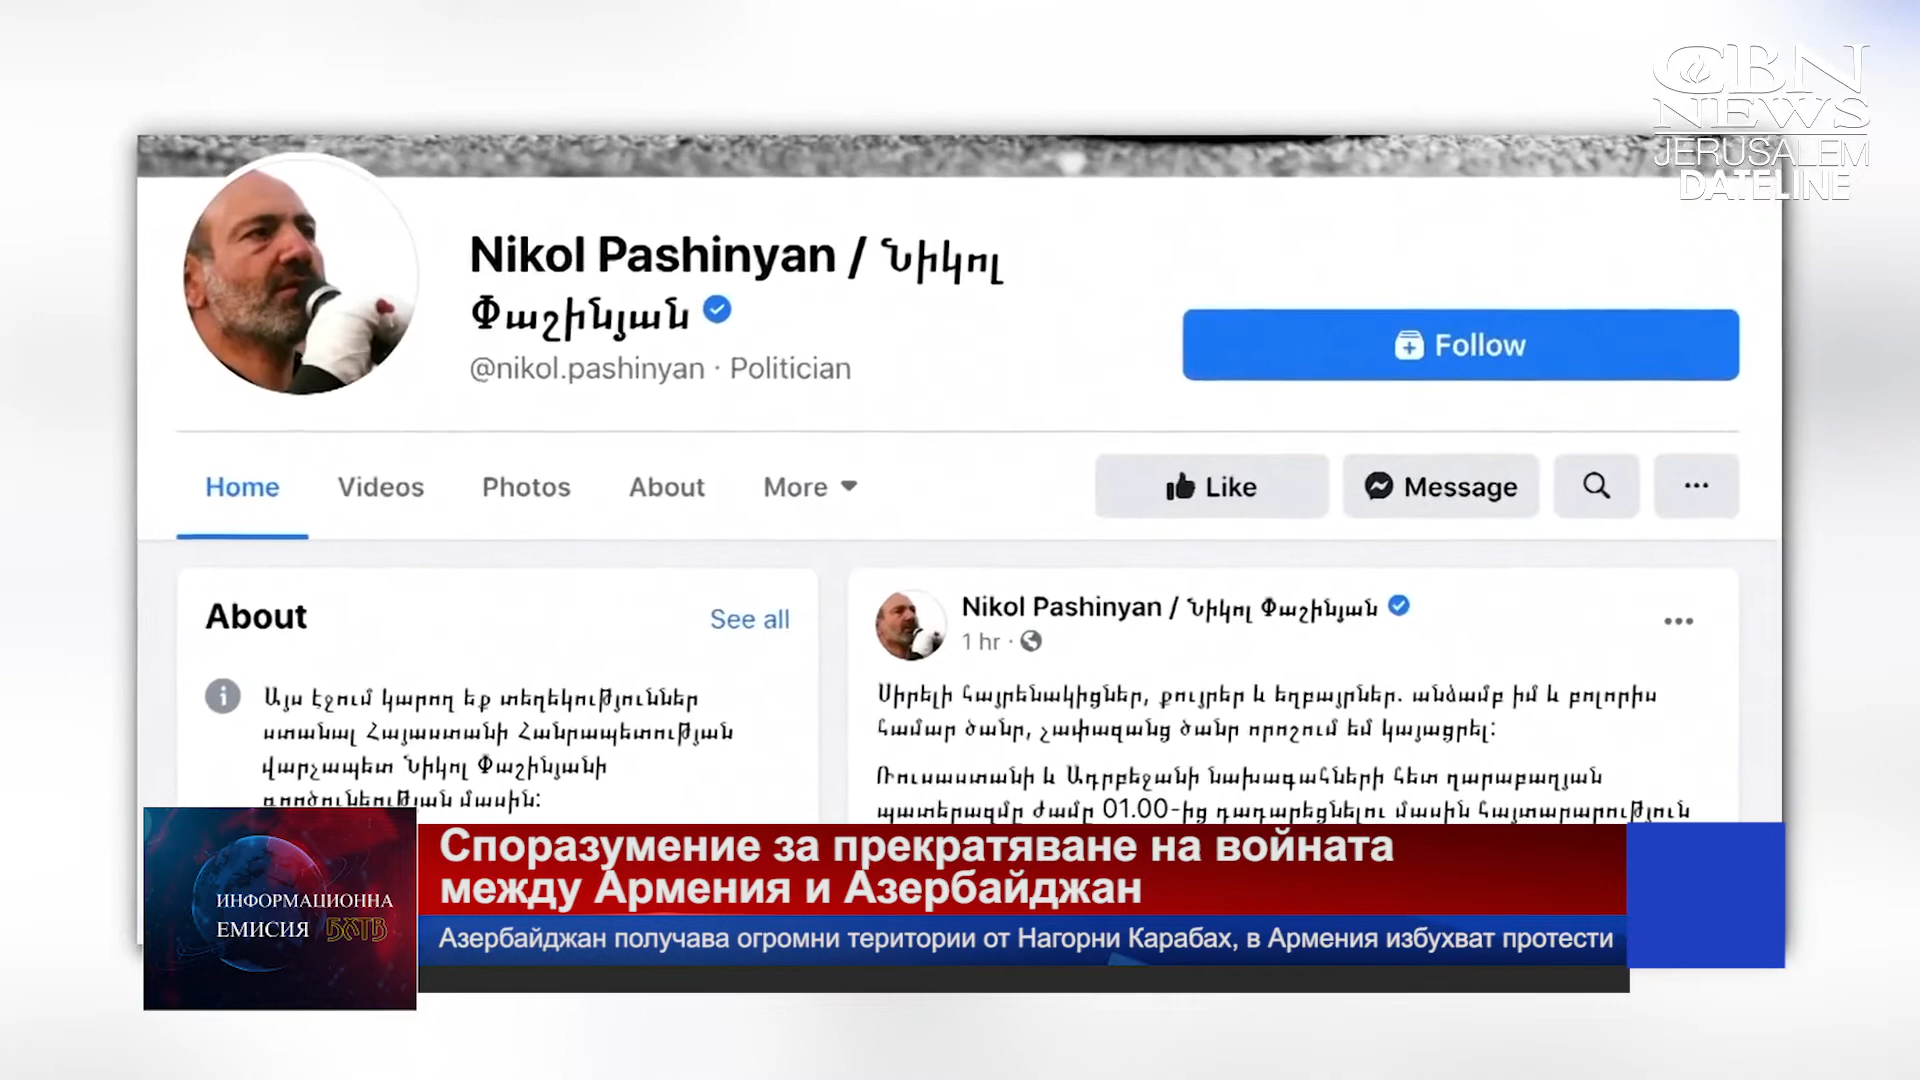 CBN
NEWS
JERUSALEM
DATELINE
Nikol Pashinyan / Նիկոլ
Փաշինյան
@nikol.pashinyan · Politician
Follow
Home
Videos
Photos
About
More
Like
Message
About
See all
Այս էջում կարող եք տեղեկություններ
ստանալ Հայաստանի Հանրապետության
վարչապետ Նիկոլ Փաշինյանի
գործունեության մասին:
Nikol Pashinyan / Նիկոլ Փաշինյան
1 hr ·
Սիրելի հայրենակիցներ, քույրեր և եղբայրներ. անձամբ իմ և բոլորիս
համար ծանր, չափազանց ծանր որոշում եմ կայացրել:
Ռուսաստանի և Ադրբեջանի նախագահների հետ ղարաբաղյան
պատերազմը ժամը 01.00-ից դադարեցնելու մասին հայտարարություն
ИНФОРМАЦИОННА
ЕМИСИЯ БХТВ
Споразумение за прекратяване на войната
между Армения и Азербайджан
Азербайджан получава огромни територии от Нагорни Карабах, в Армения избухват протести